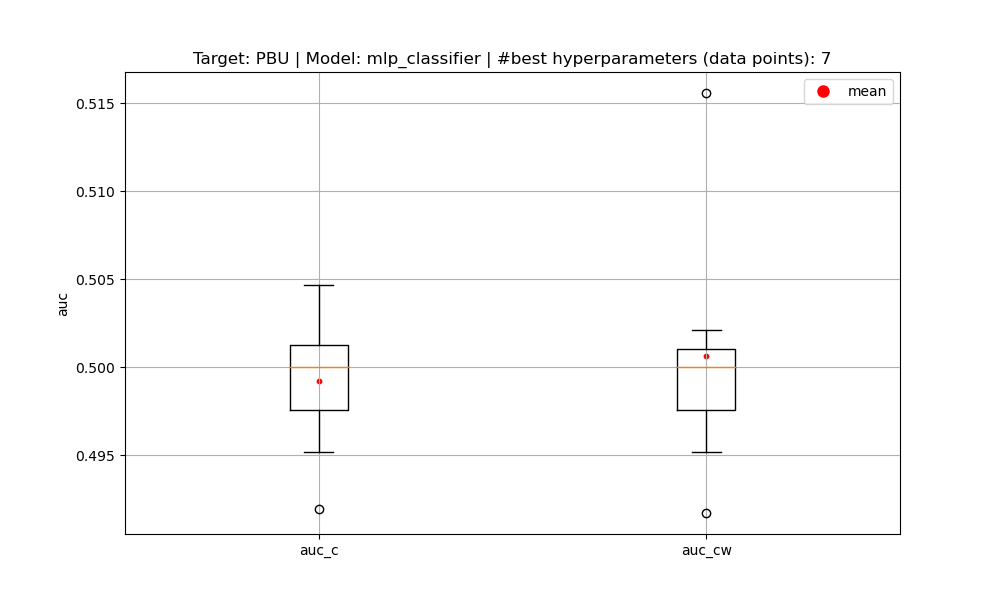 Target: PBU | Model: mlp_classifier | #best hyperparameters (data points): 7
mean
0.515
0.510
0.505
0.500
0.495
auc
auc_c
auc_cw